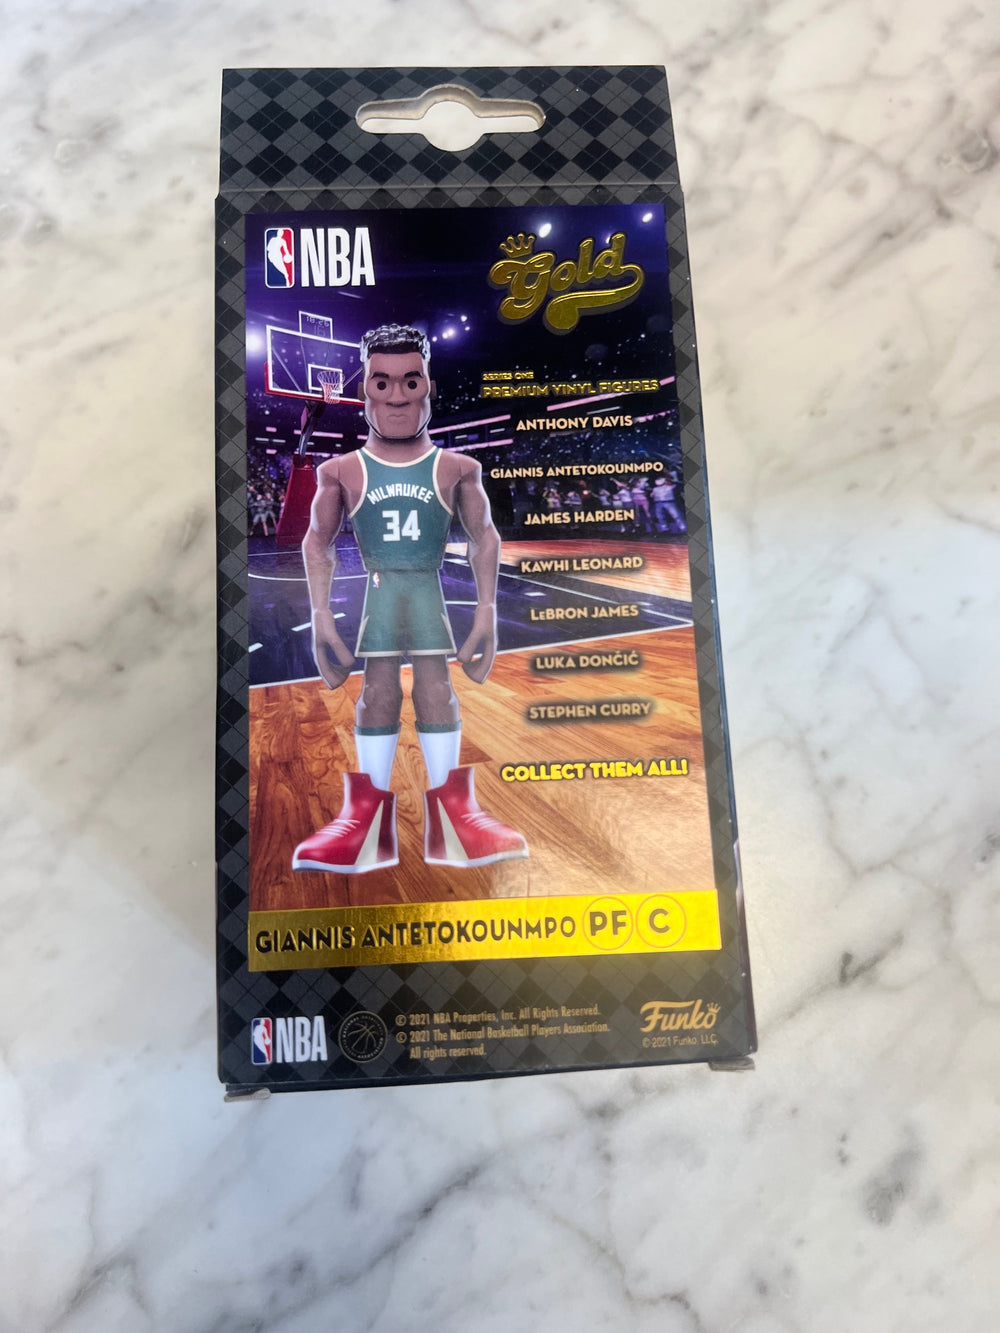 NBA
Gold
SERIES ONE
PREMIUM VINYL FIGURES
ANTHONY DAVIS
GIANNIS ANTETOKOUNMPO
JAMES HARDEN
KAWHI LEONARD
LeBRON JAMES
LUKA DONČIĆ
STEPHEN CURRY
COLLECT THEM ALL!
MILWAUKEE
34
GIANNIS ANTETOKOUNMPO PF C
NBA
© 2021 NBA Properties, Inc. All Rights Reserved.
© 2021 The National Basketball Players Association.
All rights reserved.
Funko
© 2021 Funko, LLC.